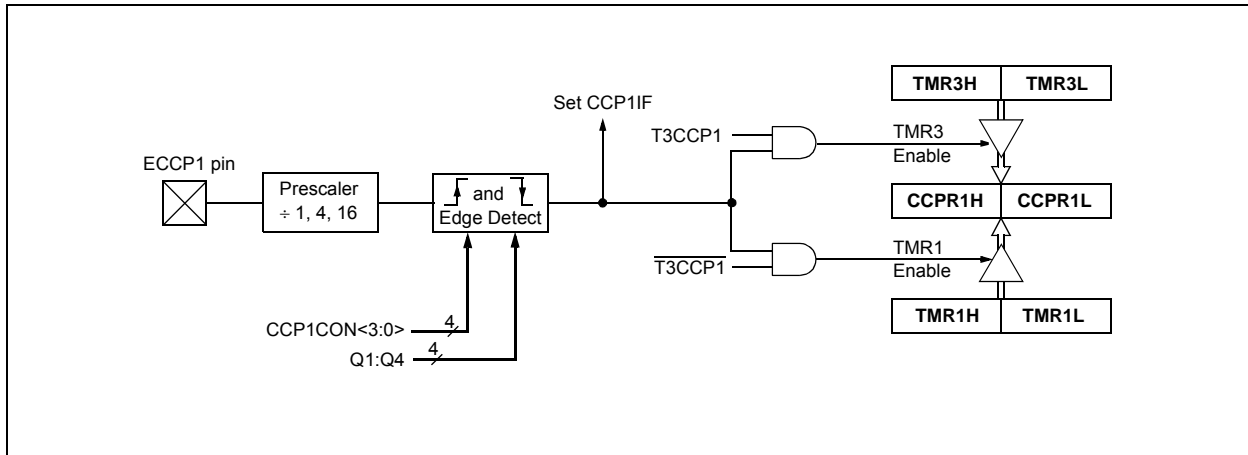 TMR3H TMR3L
Set CCP1IF
T3CCP1
TMR3
Enable
ECCP1 pin
Prescaler
÷ 1, 4, 16
and
Edge Detect
CCPR1H CCPR1L
T3CCP1
TMR1
Enable
TMR1H TMR1L
CCP1CON<3:0>
4
Q1:Q4
4